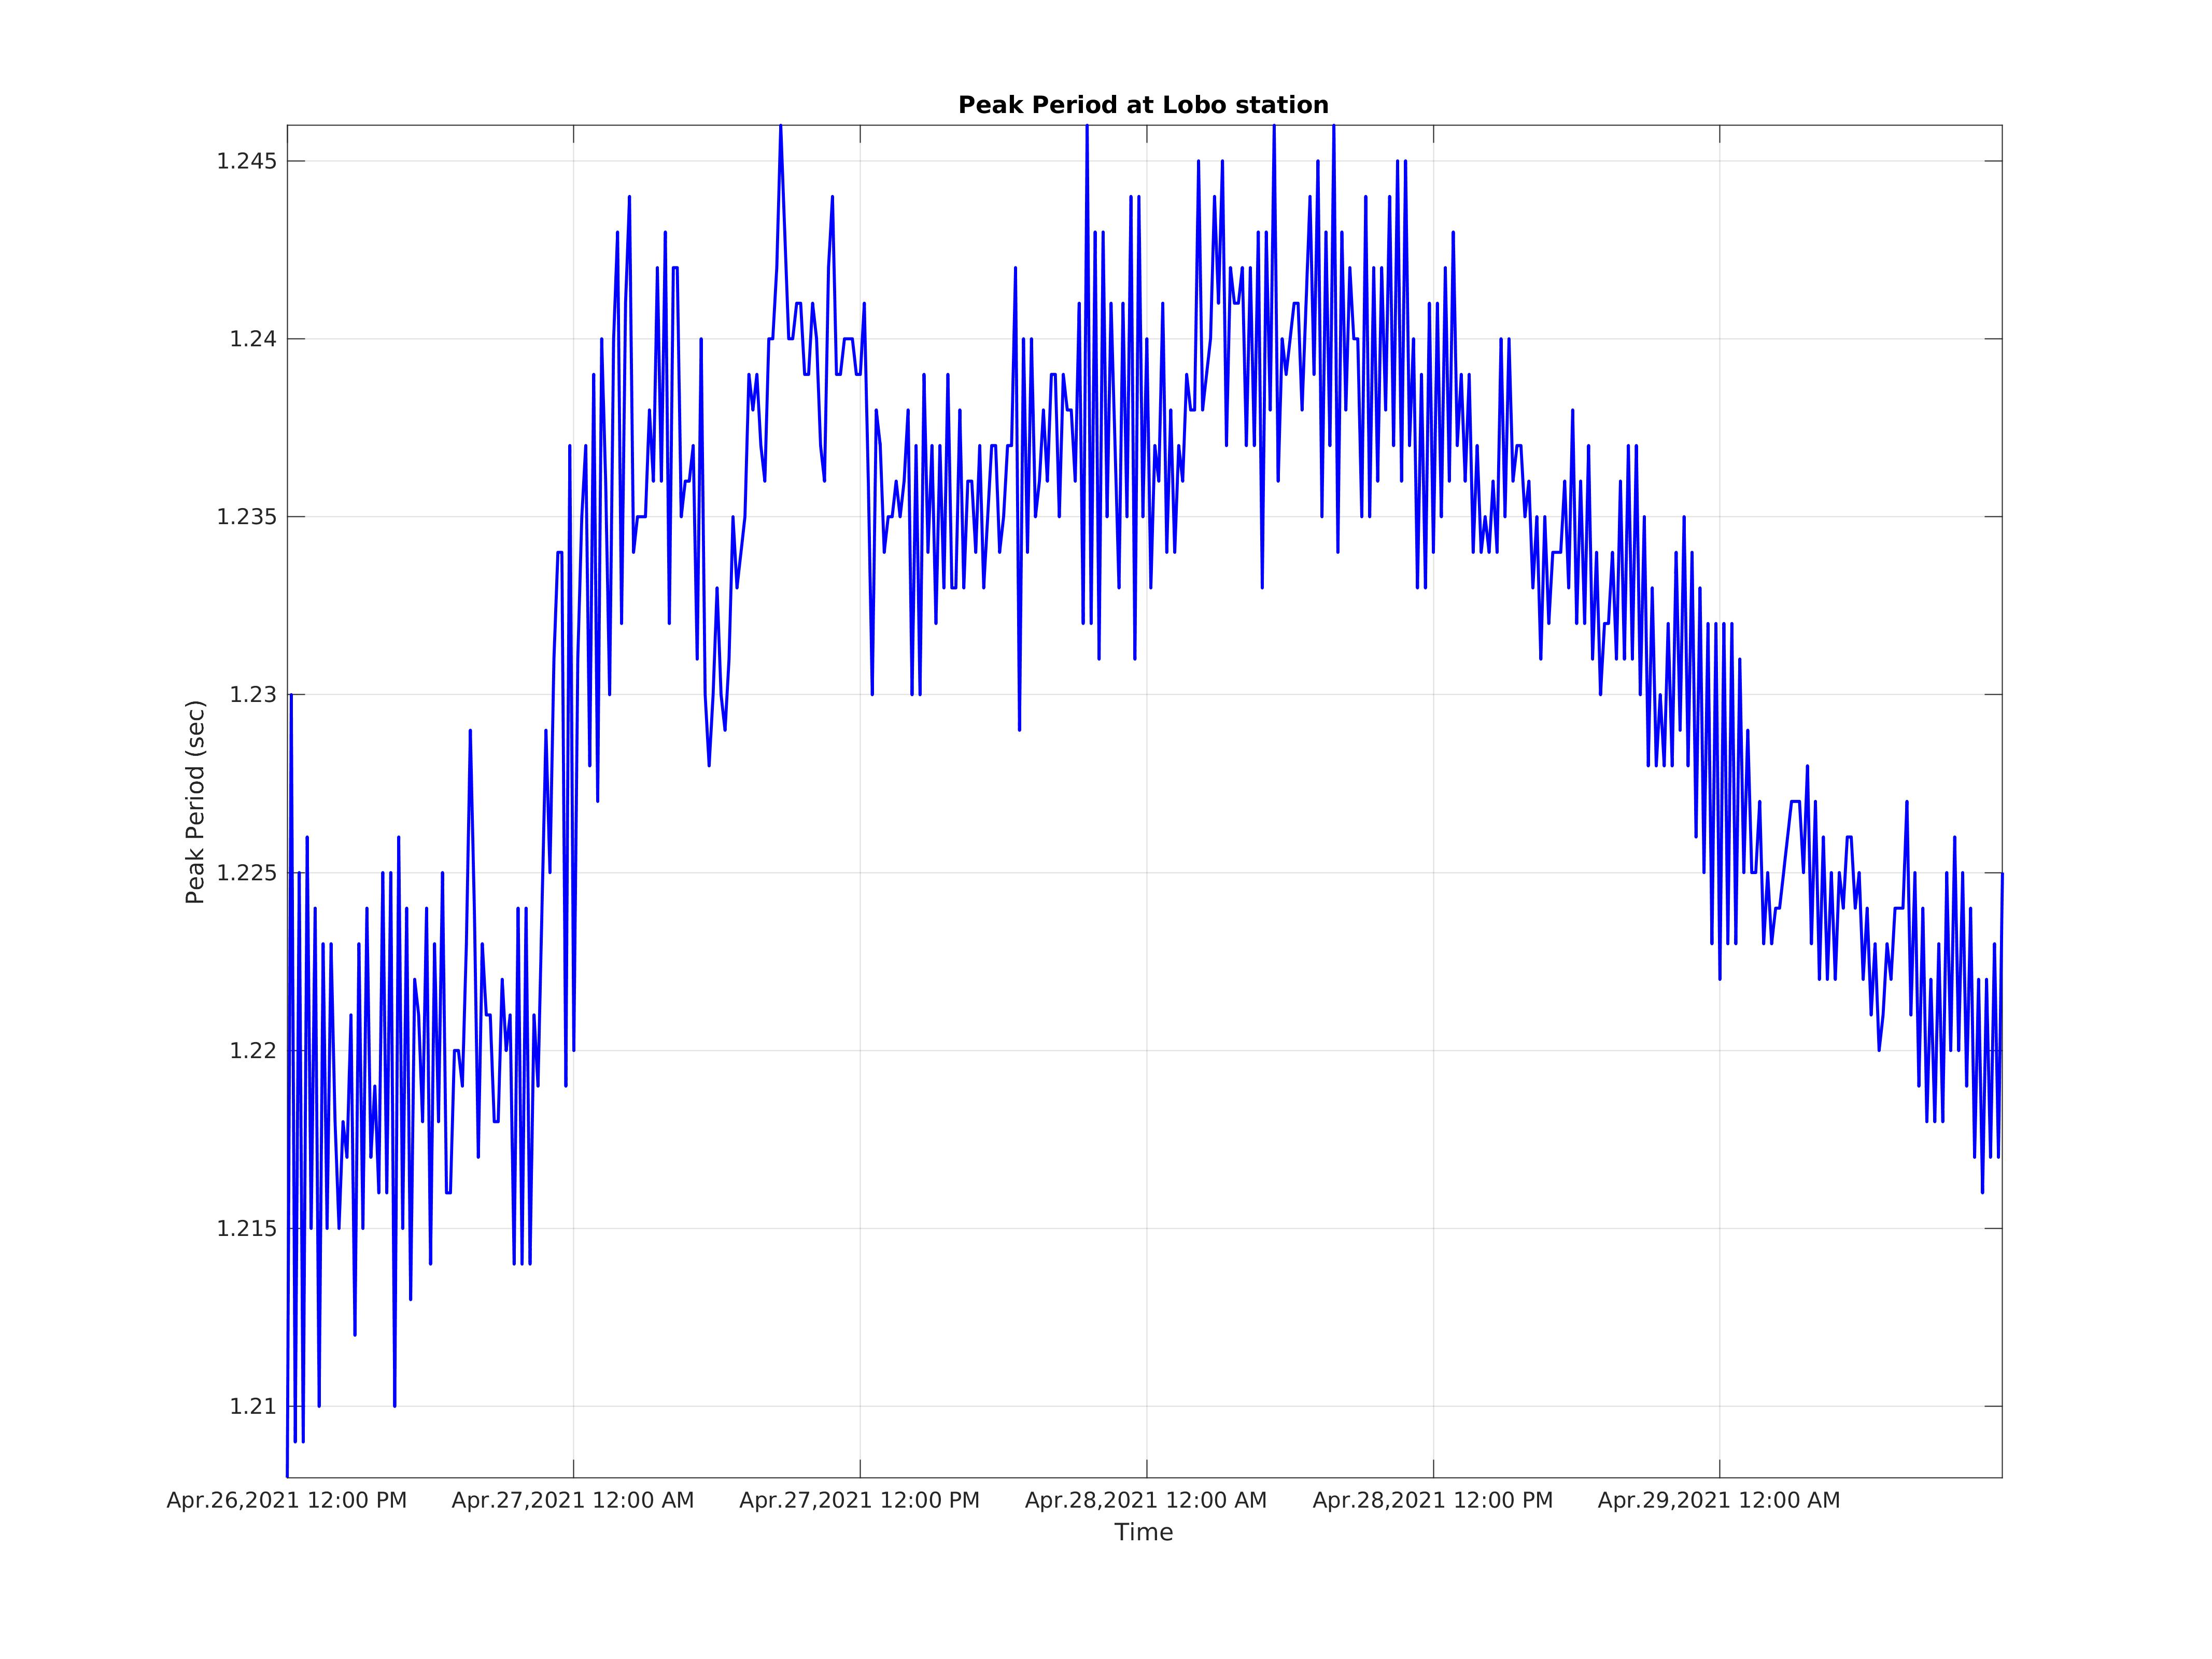 Peak Period at Lobo station
1.245
1.24
1.235
1.23
1.225
1.22
1.215
1.21
Peak Period (sec)
Apr.26,2021 12:00 PM Apr.27,2021 12:00 AM Apr.27,2021 12:00 PM Apr.28,2021 12:00 AM Apr.28,2021 12:00 PM Apr.29,2021 12:00 AM
Time